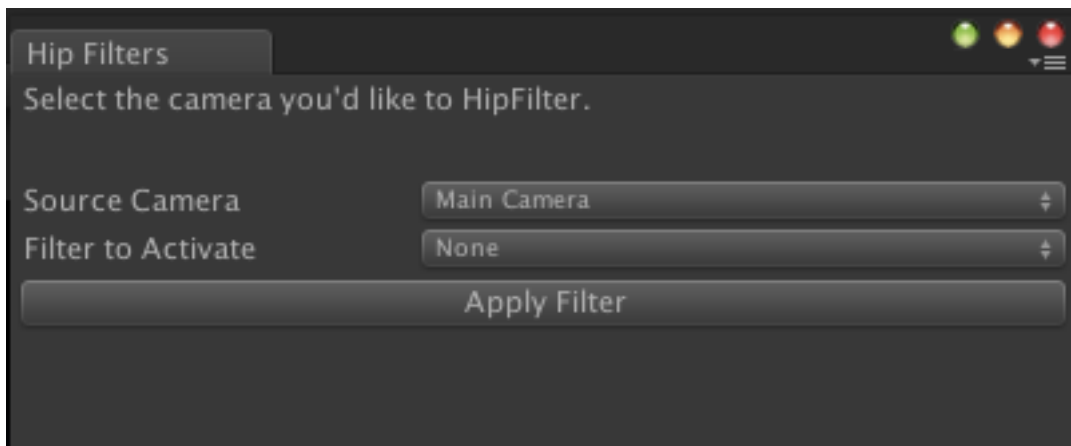 Hip Filters
Select the camera you'd like to HipFilter.
Source Camera Main Camera
Filter to Activate None
Apply Filter